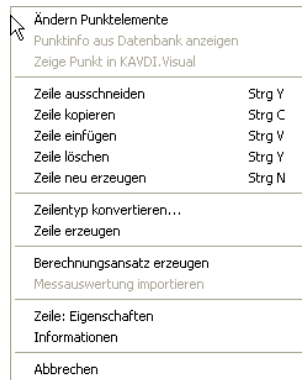 Ändern Punktelemente
Punktinfo aus Datenbank anzeigen
Zeige Punkt in KAVDI.Visual
Zeile ausschneiden Strg Y
Zeile kopieren Strg C
Zeile einfügen Strg V
Zeile löschen Strg Y
Zeile neu erzeugen Strg N
Zeilentyp konvertieren...
Zeile erzeugen
Berechnungsansatz erzeugen
Messauswertung importieren
Zeile: Eigenschaften
Informationen
Abbrechen